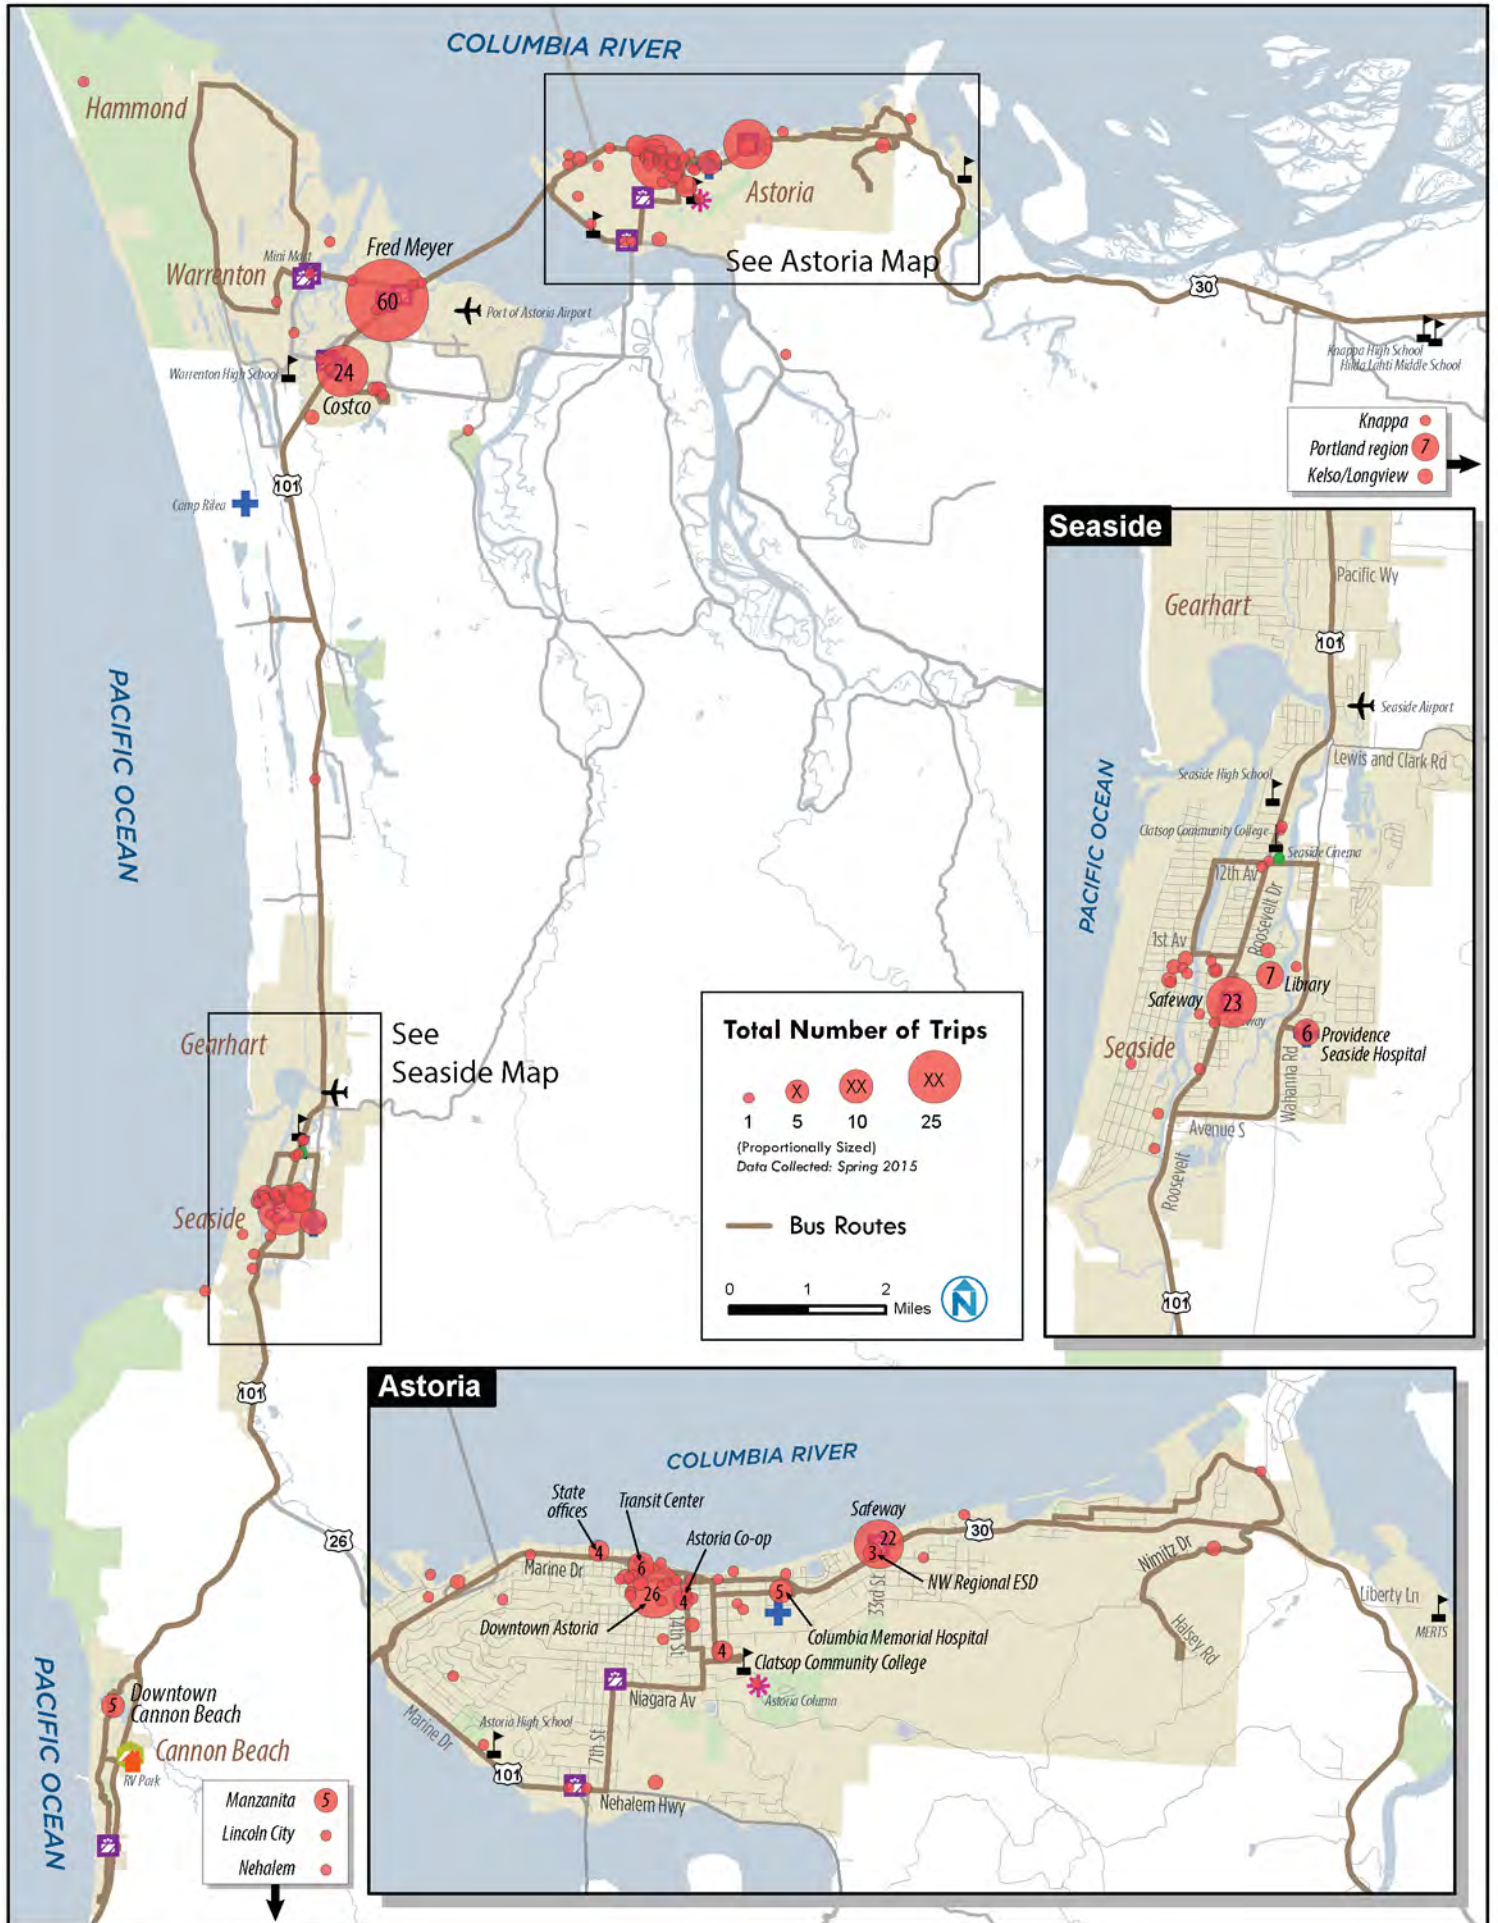 COLUMBIA RIVER
Hammond
Astoria
See Astoria Map
Fred Meyer
Mini Mart
Warrenton
60
Port of Astoria Airport
30
Knappa High School
Hilda Lahti Middle School
Warrenton High School
24
Costco
Knappa
Portland region 7
Kelso/Longview
101
Camp Rilea
PACIFIC OCEAN
Seaside
Pacific Wy
Gearhart
101
Seaside Airport
Lewis and Clark Rd
Seaside High School
PACIFIC OCEAN
Clatsop Community College
Seaside Cinema
12th Av
Roosevelt Dr
1st Av
7
Library
Safeway
23
6
Providence
Seaside Hospital
Seaside
Wahanna Rd
Avenue S
Roosevelt
101
Gearhart
See
Seaside Map
Seaside
Total Number of Trips
X XX XX
1 5 10 25
(Proportionally Sized)
Data Collected: Spring 2015
Bus Routes
0 1 2
Miles
N
101
26
Astoria
COLUMBIA RIVER
State
offices
Transit Center
Safeway
Astoria Co-op
30
4
22
3
Marine Dr
6
NW Regional ESD
Nimitz Dr
26
4
5
33rd St
Liberty Ln
MERTS
Downtown Astoria
14th St
Columbia Memorial Hospital
4
Clatsop Community College
Halsey Rd
Niagara Av
Astoria Column
Marine Dr
Astoria High School
7th St
101
Nehalem Hwy
PACIFIC OCEAN
5
Downtown
Cannon Beach
Cannon Beach
RV Park
Manzanita 5
Lincoln City
Nehalem